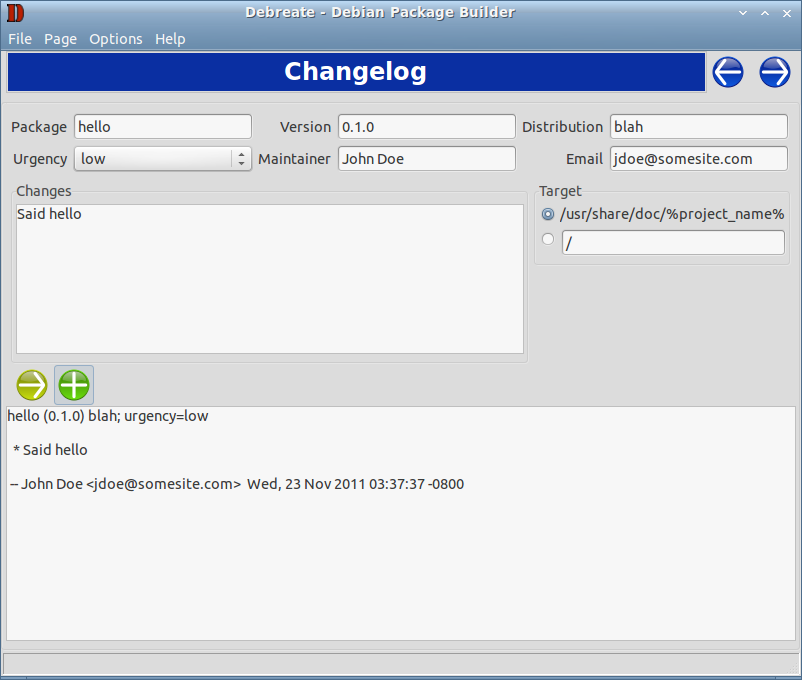 Debreate - Debian Package Builder
File Page Options Help
Changelog
Package hello Version 0.1.0 Distribution blah
Urgency low Maintainer John Doe Email jdoe@somesite.com
Changes Target
Said hello /usr/share/doc/%project_name%
/
hello (0.1.0) blah; urgency=low
* Said hello
-- John Doe <jdoe@somesite.com>  Wed, 23 Nov 2011 03:37:37 -0800